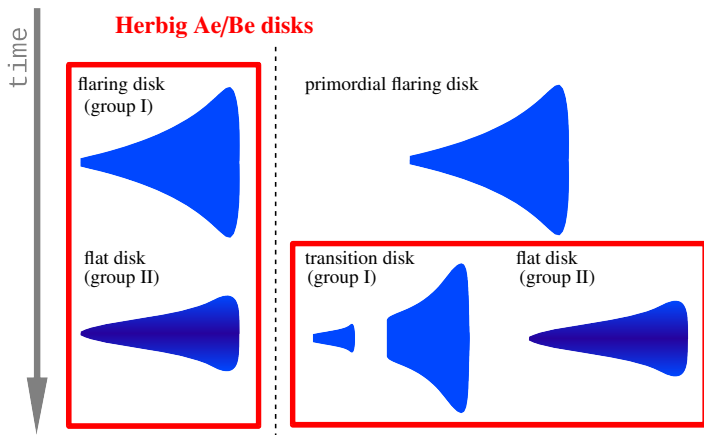 Herbig Ae/Be disks
time
flaring disk
(group I)
primordial flaring disk
flat disk
(group II)
transition disk
(group I)
flat disk
(group II)